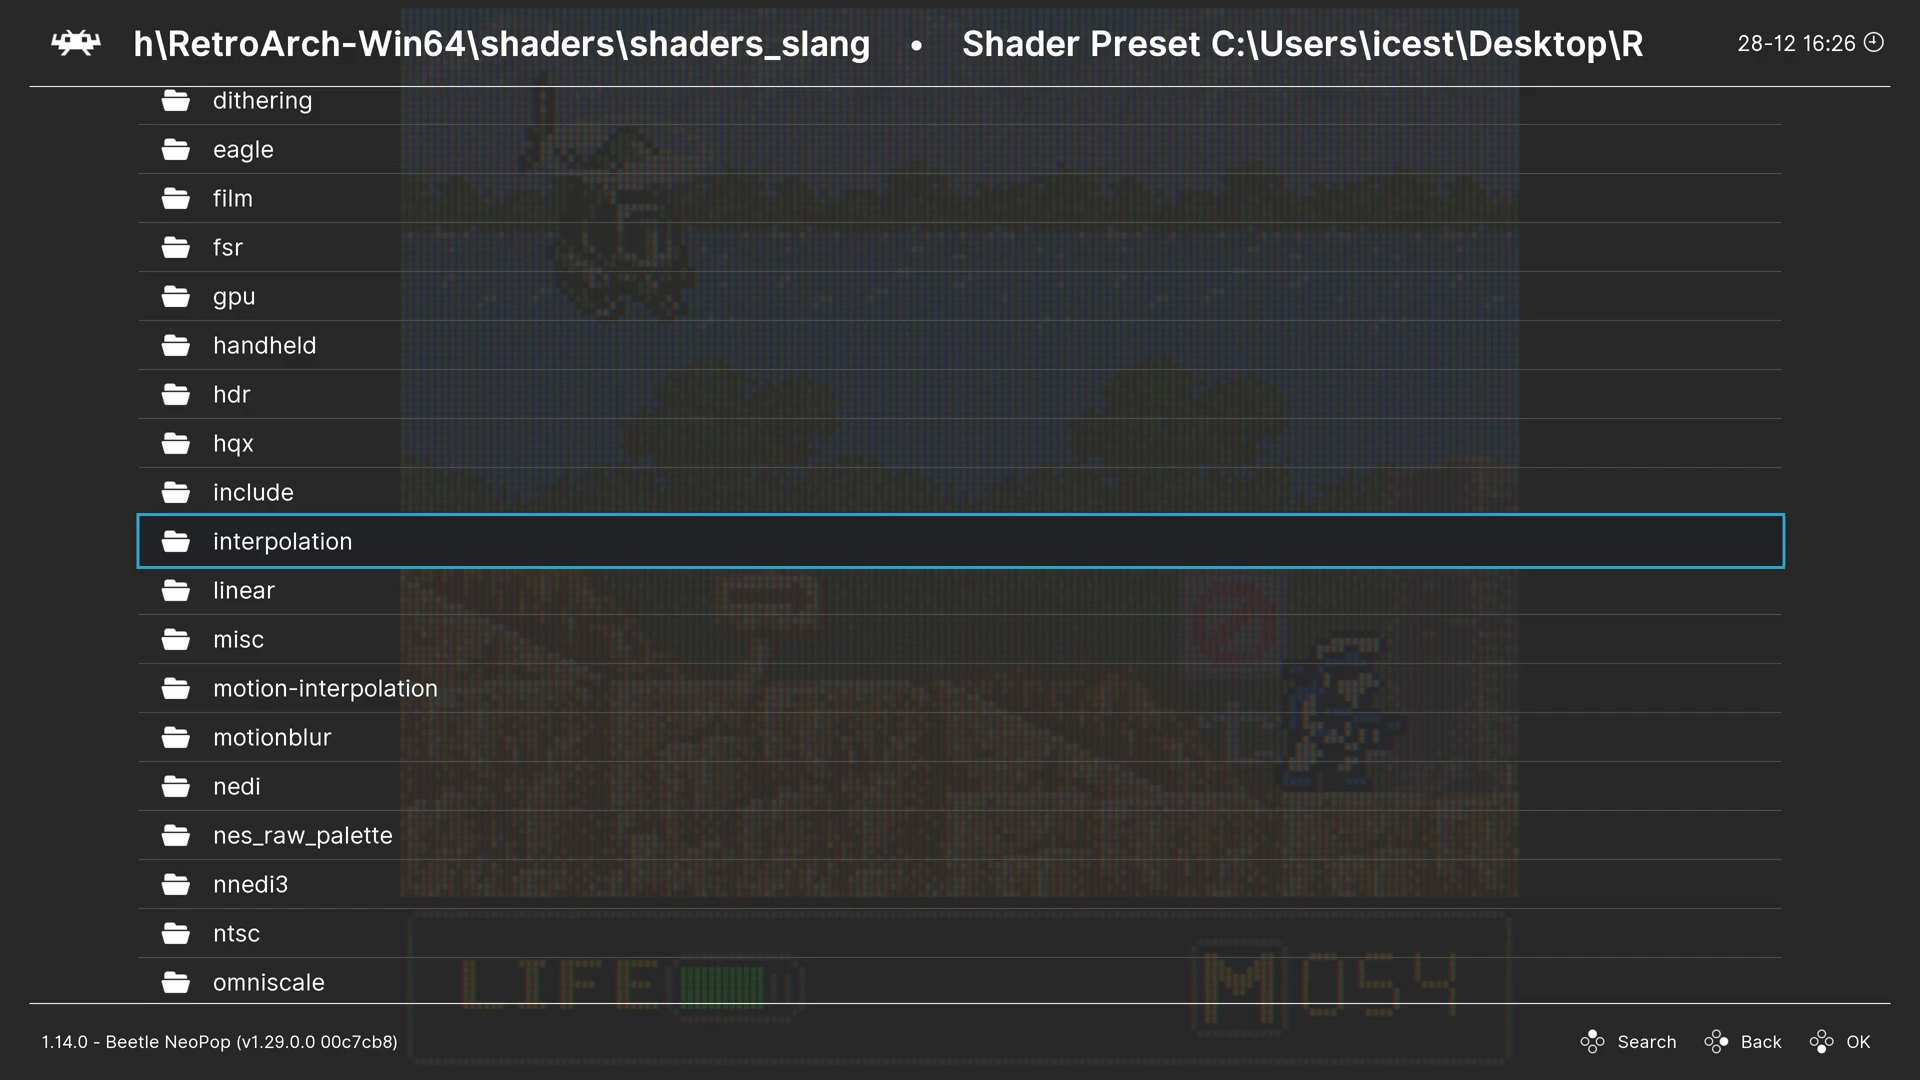 h\RetroArch-Win64\shaders\shaders_slang • Shader Preset C:\Users\icest\Desktop\R 28-12 16:26
dithering
eagle
film
fsr
gpu
handheld
hdr
hqx
include
interpolation
linear
misc
motion-interpolation
motionblur
nedi
nes_raw_palette
nnedi3
ntsc
omniscale
LIFE M 054
1.14.0 - Beetle NeoPop (v1.29.0.0 00c7cb8) Search Back OK